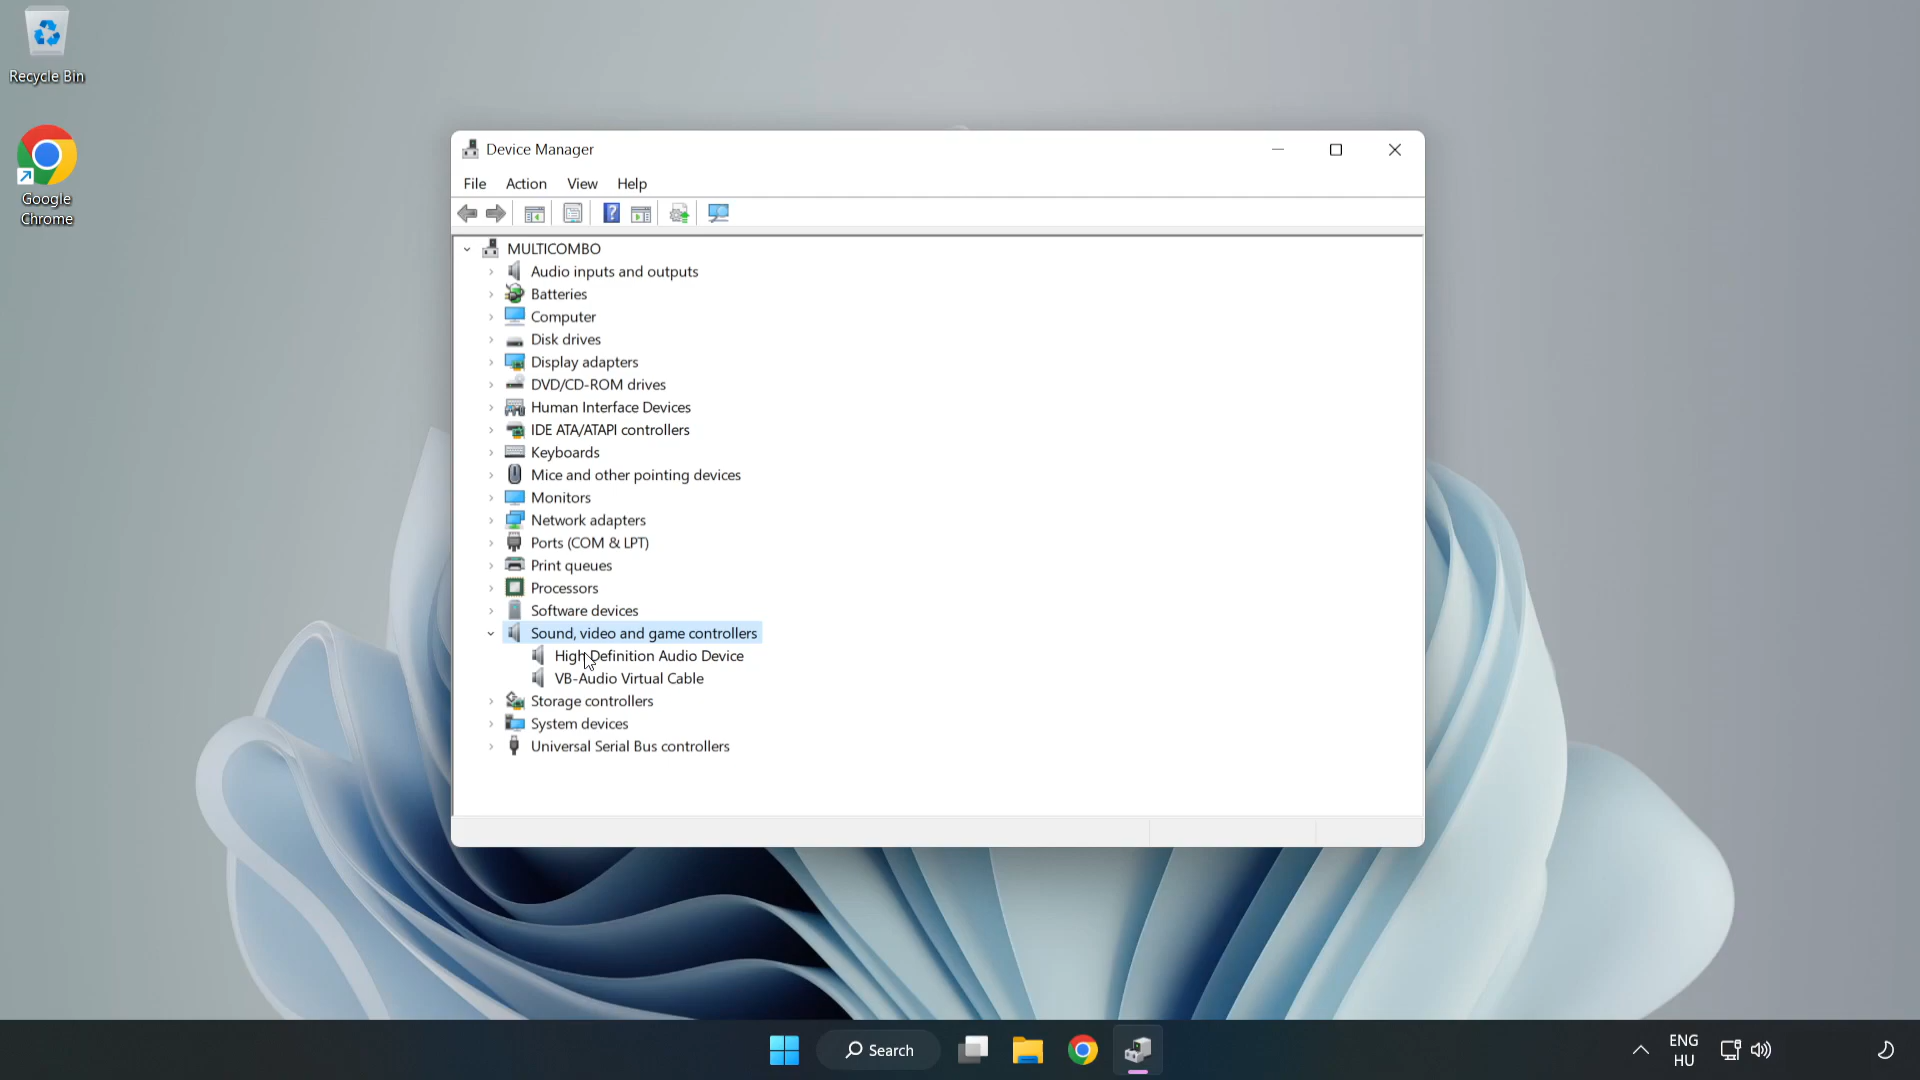 Recycle Bin
Google
Chrome
Device Manager
File Action View Help
MULTICOMBO
Audio inputs and outputs
Batteries
Computer
Disk drives
Display adapters
DVD/CD-ROM drives
Human Interface Devices
IDE ATA/ATAPI controllers
Keyboards
Mice and other pointing devices
Monitors
Network adapters
Ports (COM & LPT)
Print queues
Processors
Software devices
Sound, video and game controllers
High Definition Audio Device
VB-Audio Virtual Cable
Storage controllers
System devices
Universal Serial Bus controllers
Search
ENG
HU